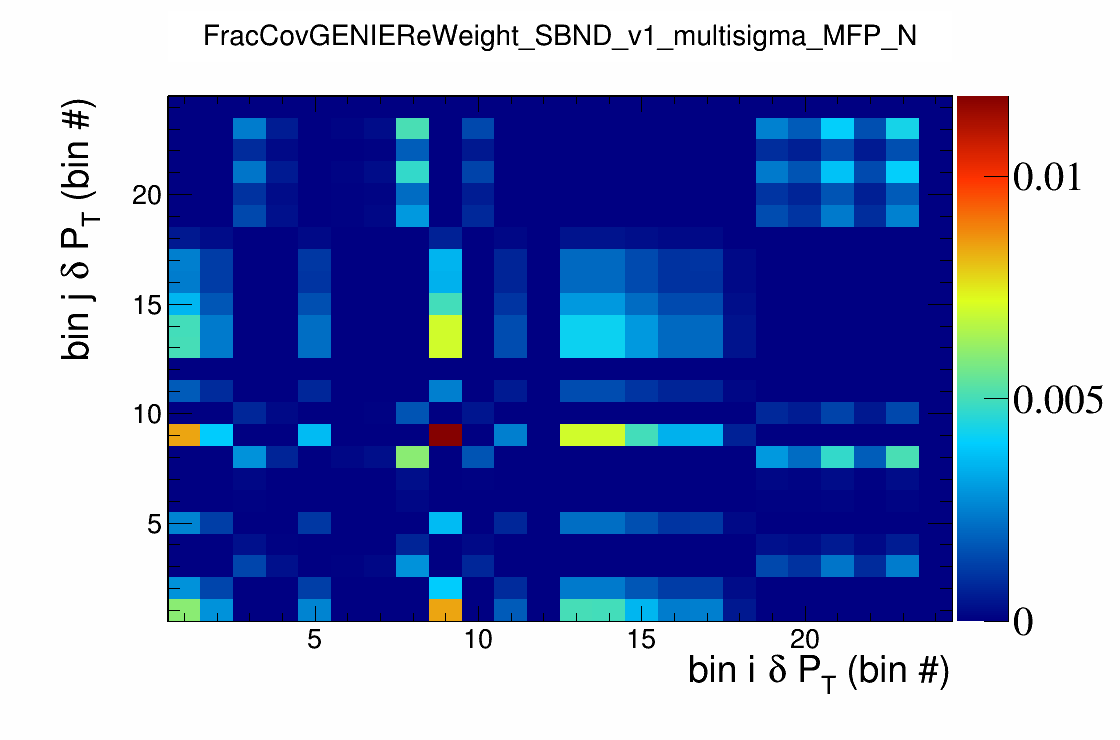 FracCovGENIEReWeight_SBND_v1_multisigma_MFP_N
bin j δ P_T (bin #)
20
15
10
5
5 10 15 20
bin i δ P_T (bin #)
0.01
0.005
0